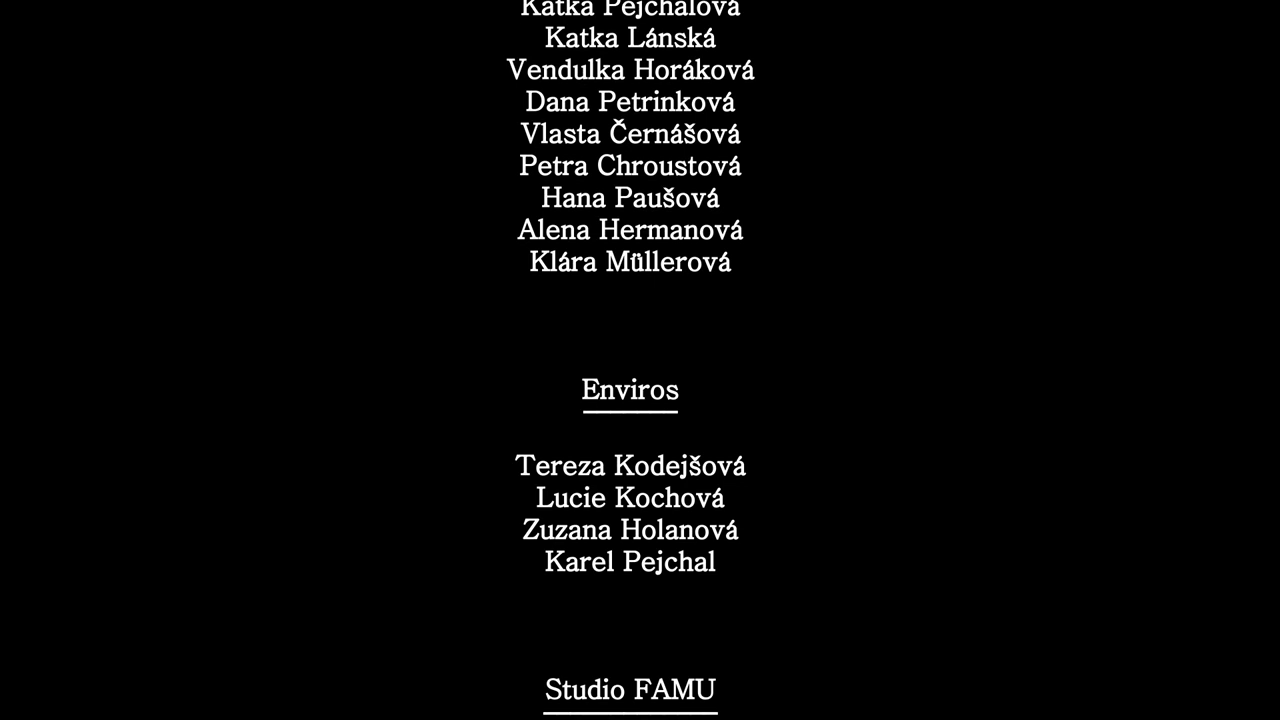 Katka Pejchalová
Katka Lánská
Vendulka Horáková
Dana Petrinková
Vlasta Černášová
Petra Chroustová
Hana Paušová
Alena Hermanová
Klára Müllerová
Enviros
Tereza Kodejšová
Lucie Kochová
Zuzana Holanová
Karel Pejchal
Studio FAMU